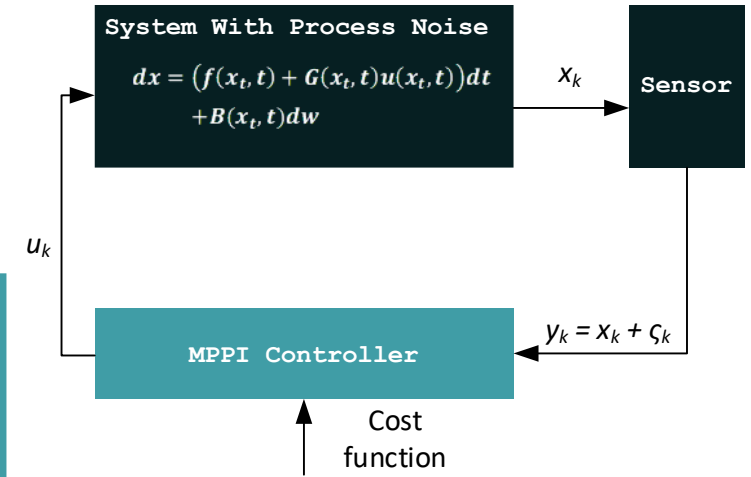 System With Process Noise
dx = (f(x_t, t) + G(x_t, t)u(x_t, t))dt
+B(x_t, t)dw
x_k
Sensor
u_k
y_k = x_k + ς_k
MPPI Controller
Cost
function